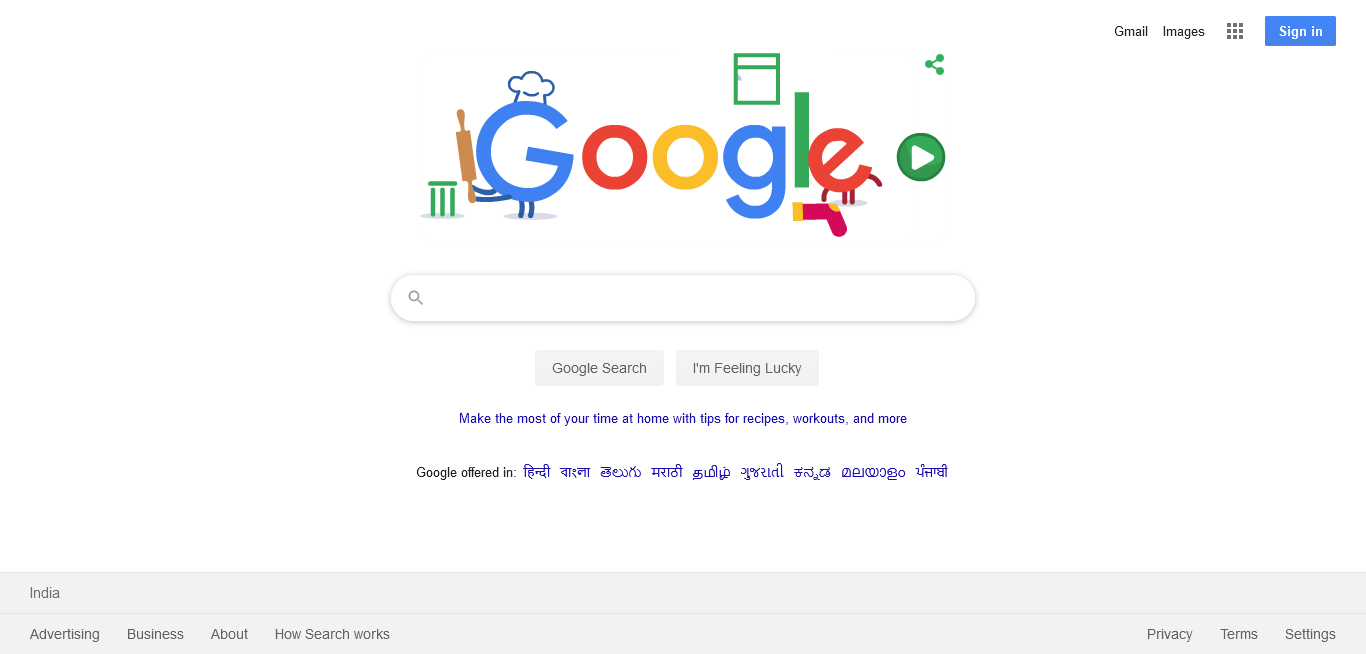 Gmail Images Sign in
Google
Google Search I'm Feeling Lucky
Make the most of your time at home with tips for recipes, workouts, and more
Google offered in: हिन्दी বাংলা తెలుగు मराठी தமிழ் ગુજરાતી ಕನ್ನಡ മലയാളം ਪੰਜਾਬੀ
India
Advertising Business About How Search works Privacy Terms Settings